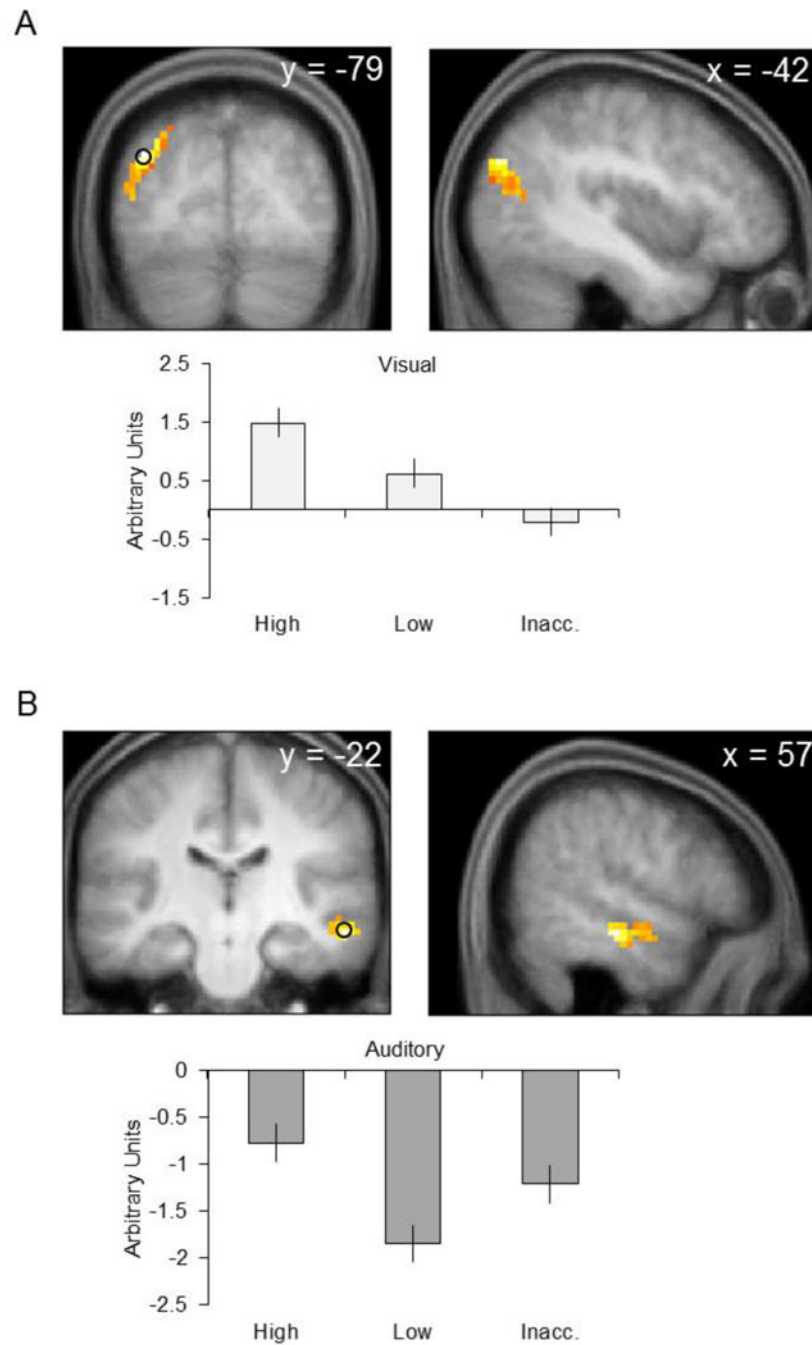 A
y = -79
x = -42
Visual
2.5
1.5
0.5
-0.5
-1.5
Arbitrary Units
High Low Inacc.
B
y = -22
x = 57
Auditory
0
-0.5
-1
-1.5
-2
-2.5
Arbitrary Units
High Low Inacc.